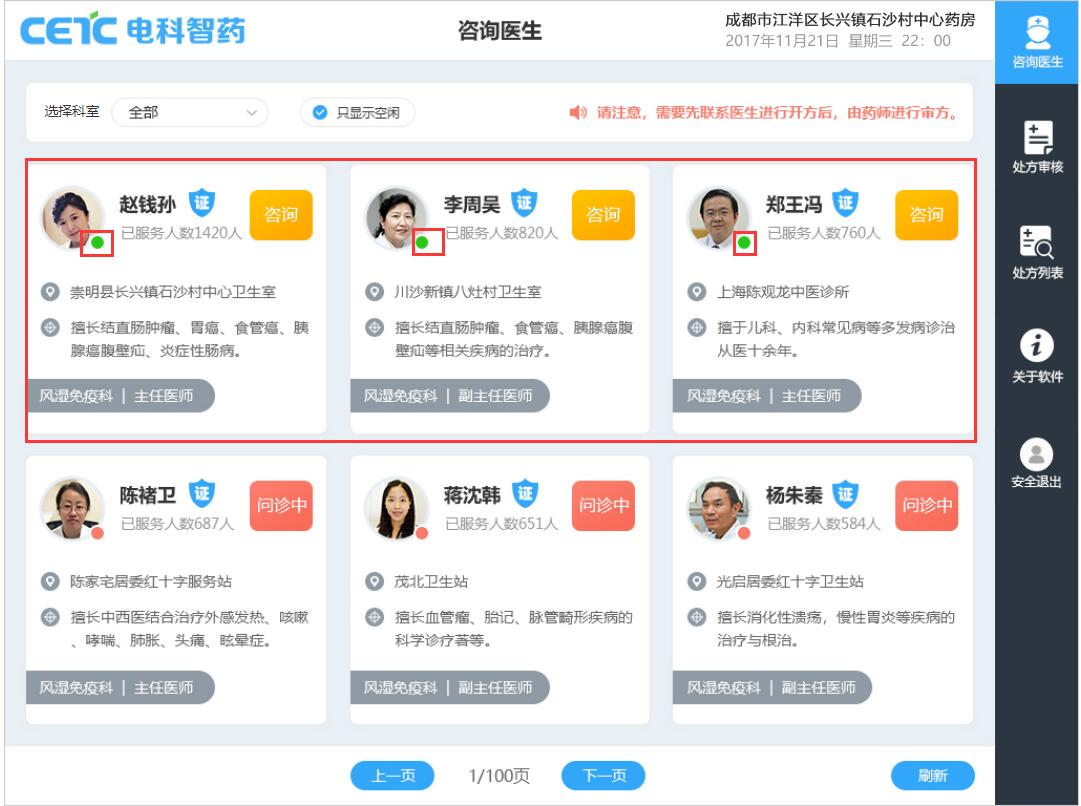 CETC 电科智药
咨询医生
成都市江洋区长兴镇石沙村中心药房
2017年11月21日 星期三 22：00
咨询医生
处方审核
处方列表
关于软件
安全退出
选择科室 全部 只显示空闲
请注意，需要先联系医生进行开方后，由药师进行审方。
赵钱孙 证 咨询
已服务人数1420人
崇明县长兴镇石沙村中心卫生室
擅长结直肠肿瘤、胃癌、食管癌、胰
腺癌腹壁疝、炎症性肠病。
风湿免疫科 | 主任医师
李周吴 证 咨询
已服务人数820人
川沙新镇八灶村卫生室
擅长结直肠肿瘤、食管癌、胰腺癌腹
壁疝等相关疾病的治疗。
风湿免疫科 | 副主任医师
郑王冯 证 咨询
已服务人数760人
上海陈观龙中医诊所
擅于儿科、内科常见病等多发病诊治
从医十余年。
风湿免疫科 | 主任医师
陈褚卫 证 问诊中
已服务人数687人
陈家宅居委红十字服务站
擅长中西医结合治疗外感发热、咳嗽
、哮喘、肺胀、头痛、眩晕症。
风湿免疫科 | 主任医师
蒋沈韩 证 问诊中
已服务人数651人
茂北卫生站
擅长血管瘤、胎记、脉管畸形疾病的
科学诊疗著等。
风湿免疫科 | 副主任医师
杨朱秦 证 问诊中
已服务人数584人
光启居委红十字卫生站
擅长消化性溃疡，慢性胃炎等疾病的
治疗与根治。
风湿免疫科 | 副主任医师
上一页 1/100页 下一页 刷新